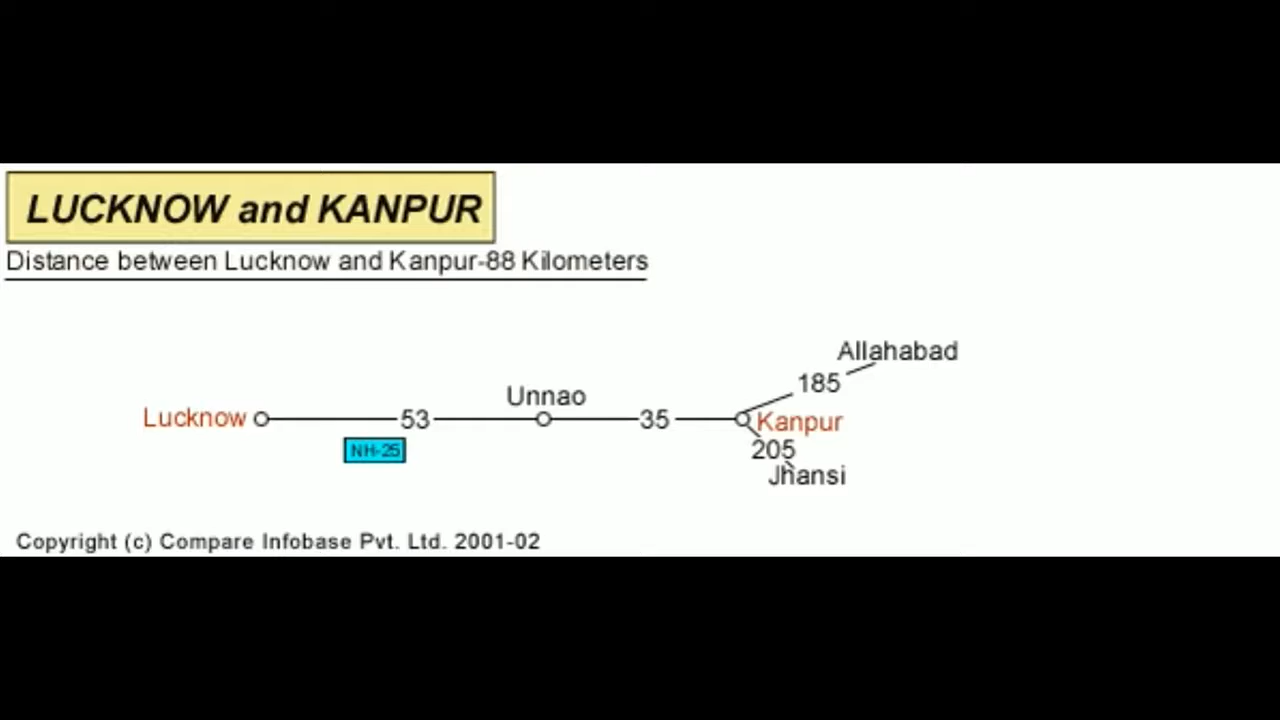 LUCKNOW and KANPUR
Distance between Lucknow and Kanpur-88 Kilometers
Allahabad
185
Unnao
Lucknow 53 35 Kanpur
NH-25
205
Jhansi
Copyright (c) Compare Infobase Pvt. Ltd. 2001-02